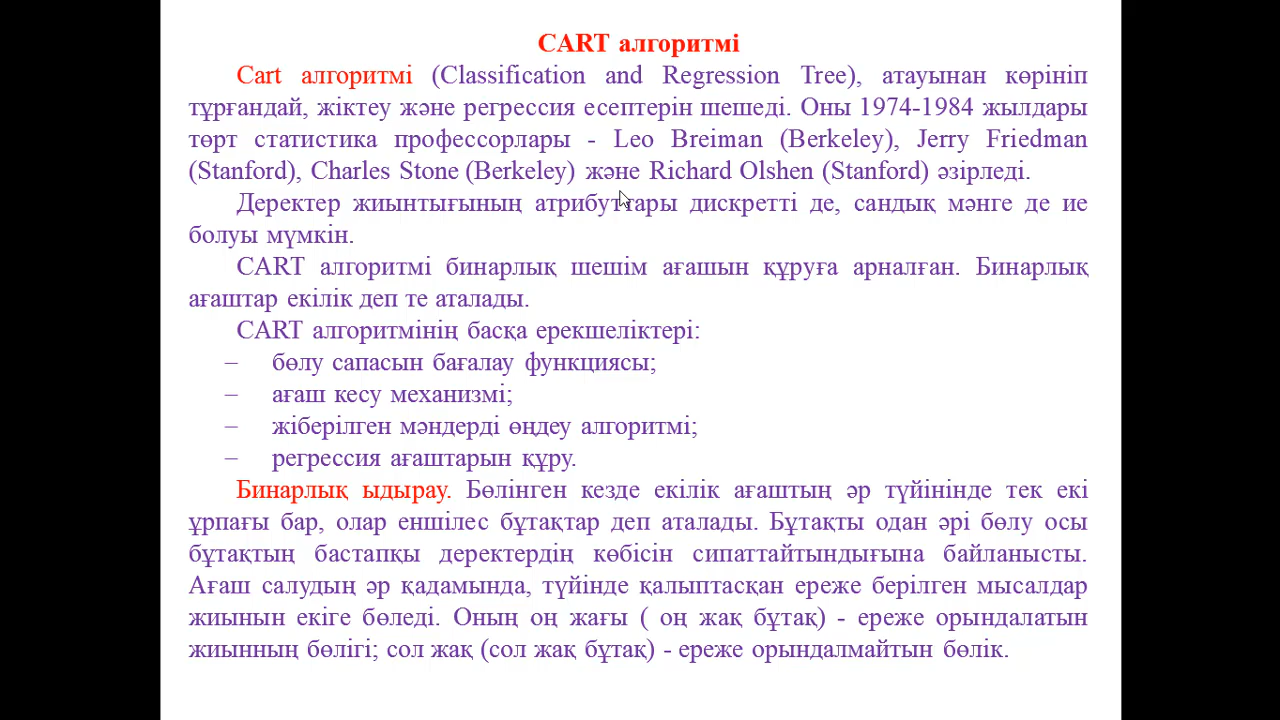 CART алгоритмі
Cart алгоритмі (Classification and Regression Tree), атауынан көрініп
тұрғандай, жіктеу және регрессия есептерін шешеді. Оны 1974-1984 жылдары
төрт статистика профессорлары - Leo Breiman (Berkeley), Jerry Friedman
(Stanford), Charles Stone (Berkeley) және Richard Olshen (Stanford) әзірледі.
Деректер жиынтығының атрибуттары дискретті де, сандық мәнге де ие
болуы мүмкін.
CART алгоритмі бинарлық шешім ағашын құруға арналған. Бинарлық
ағаштар екілік деп те аталады.
CART алгоритмінің басқа ерекшеліктері:
– бөлу сапасын бағалау функциясы;
– ағаш кесу механизмі;
– жіберілген мәндерді өңдеу алгоритмі;
– регрессия ағаштарын құру.
Бинарлық ыдырау. Бөлінген кезде екілік ағаштың әр түйінінде тек екі
ұрпағы бар, олар еншілес бұтақтар деп аталады. Бұтақты одан әрі бөлу осы
бұтақтың бастапқы деректердің көбісін сипаттайтындығына байланысты.
Ағаш салудың әр қадамында, түйінде қалыптасқан ереже берілген мысалдар
жиынын екіге бөледі. Оның оң жағы ( оң жақ бұтақ) - ереже орындалатын
жиынның бөлігі; сол жақ (сол жақ бұтақ) - ереже орындалмайтын бөлік.